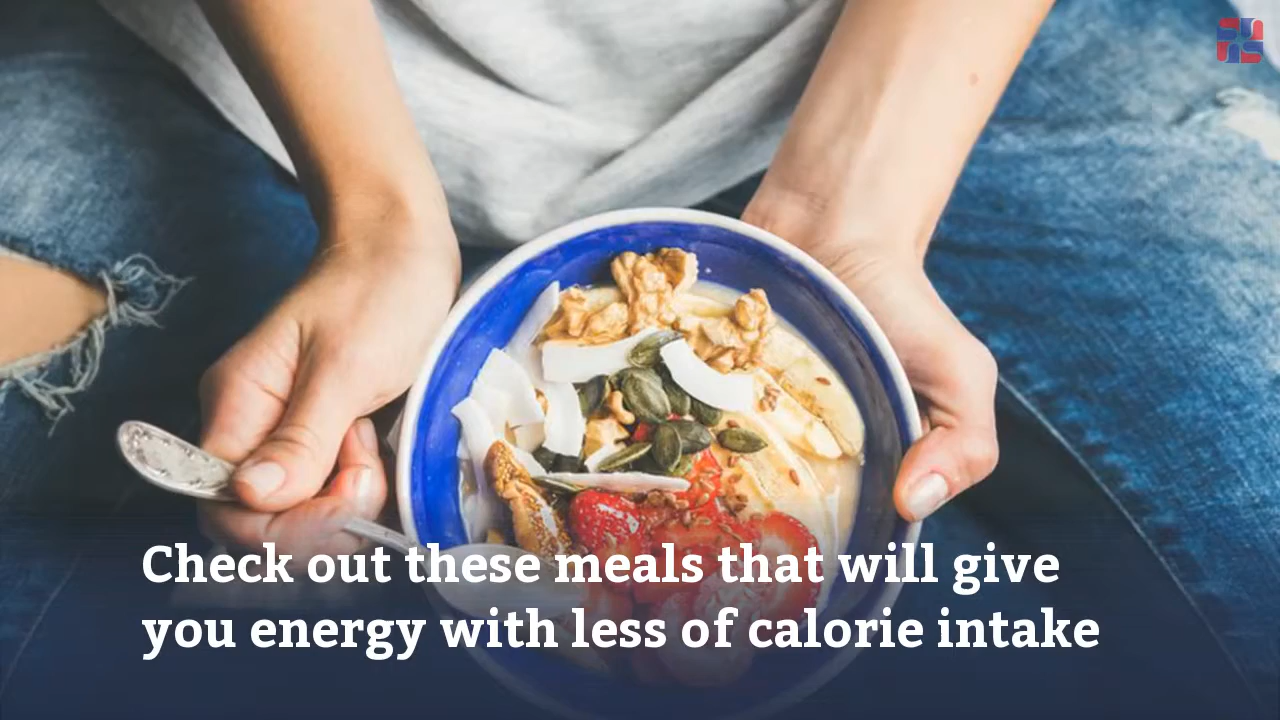 Check out these meals that will give
you energy with less of calorie intake